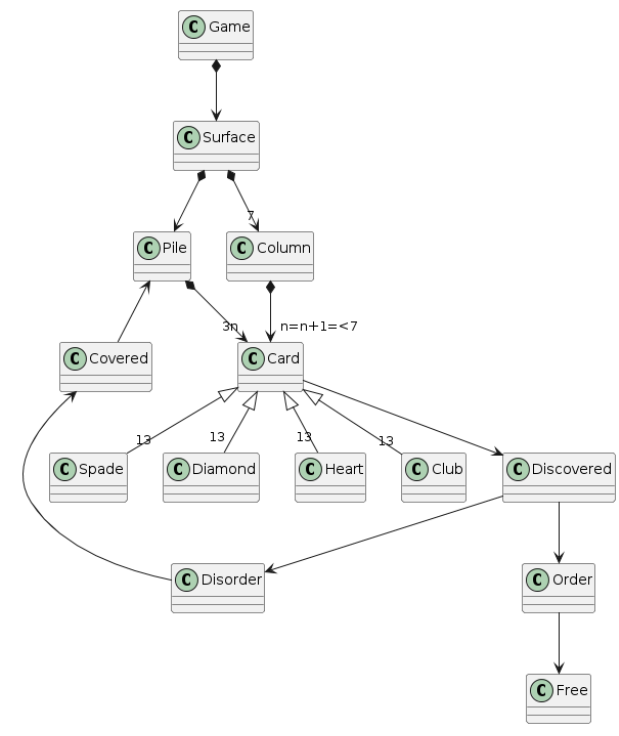 C Game
C Surface
7
C Pile
C Column
3n
n=n+1=<7
C Covered
C Card
13
13
13
13
C Spade
C Diamond
C Heart
C Club
C Discovered
C Disorder
C Order
C Free